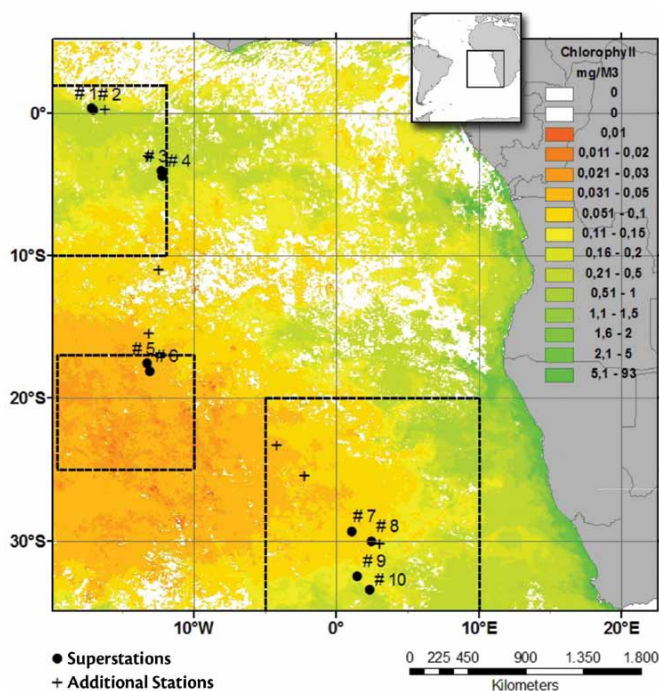 Chlorophyll
mg/M3
0
0
0,01
0,011 - 0,02
0,021 - 0,03
0,031 - 0,05
0,051 - 0,1
0,11 - 0,15
0,16 - 0,2
0,21 - 0,5
0,51 - 1
1,1 - 1,5
1,6 - 2
2,1 - 5
5,1 - 93
0°
# 1 # 2
# 3
# 4
10°S
# 5
# 6
20°S
# 7
# 8
# 9
# 10
30°S
10°W
0°
10°E
20°E
Superstations
Additional Stations
0 225 450 900 1.350 1.800
Kilometers